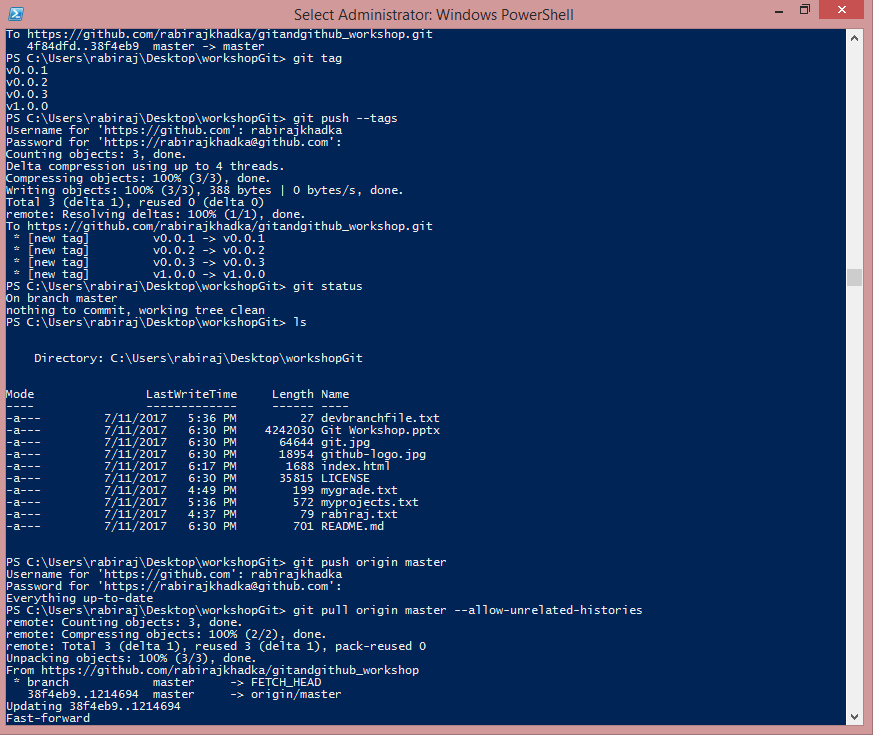 Select Administrator: Windows PowerShell
To https://github.com/rabirajkhadka/gitandgithub_workshop.git
   4f84dfd..38f4eb9  master -> master
PS C:\Users\rabiraj\Desktop\workshopGit> git tag
v0.0.1
v0.0.2
v0.0.3
v1.0.0
PS C:\Users\rabiraj\Desktop\workshopGit> git push --tags
Username for 'https://github.com': rabirajkhadka
Password for 'https://rabirajkhadka@github.com':
Counting objects: 3, done.
Delta compression using up to 4 threads.
Compressing objects: 100% (3/3), done.
Writing objects: 100% (3/3), 388 bytes | 0 bytes/s, done.
Total 3 (delta 1), reused 0 (delta 0)
remote: Resolving deltas: 100% (1/1), done.
To https://github.com/rabirajkhadka/gitandgithub_workshop.git
 * [new tag]         v0.0.1 -> v0.0.1
 * [new tag]         v0.0.2 -> v0.0.2
 * [new tag]         v0.0.3 -> v0.0.3
 * [new tag]         v1.0.0 -> v1.0.0
PS C:\Users\rabiraj\Desktop\workshopGit> git status
On branch master
nothing to commit, working tree clean
PS C:\Users\rabiraj\Desktop\workshopGit> ls
    Directory: C:\Users\rabiraj\Desktop\workshopGit
Mode                LastWriteTime     Length Name
----                -------------     ------ ----
-a---         7/11/2017   5:36 PM         27 devbranchfile.txt
-a---         7/11/2017   6:30 PM    4242030 Git Workshop.pptx
-a---         7/11/2017   6:30 PM      64644 git.jpg
-a---         7/11/2017   6:30 PM      18954 github-logo.jpg
-a---         7/11/2017   6:17 PM       1688 index.html
-a---         7/11/2017   6:30 PM      35815 LICENSE
-a---         7/11/2017   4:49 PM        199 mygrade.txt
-a---         7/11/2017   5:36 PM        572 myprojects.txt
-a---         7/11/2017   4:37 PM         79 rabiraj.txt
-a---         7/11/2017   6:30 PM        701 README.md
PS C:\Users\rabiraj\Desktop\workshopGit> git push origin master
Username for 'https://github.com': rabirajkhadka
Password for 'https://rabirajkhadka@github.com':
Everything up-to-date
PS C:\Users\rabiraj\Desktop\workshopGit> git pull origin master --allow-unrelated-histories
remote: Counting objects: 3, done.
remote: Compressing objects: 100% (2/2), done.
remote: Total 3 (delta 1), reused 3 (delta 1), pack-reused 0
Unpacking objects: 100% (3/3), done.
From https://github.com/rabirajkhadka/gitandgithub_workshop
 * branch            master     -> FETCH_HEAD
   38f4eb9..1214694  master     -> origin/master
Updating 38f4eb9..1214694
Fast-forward